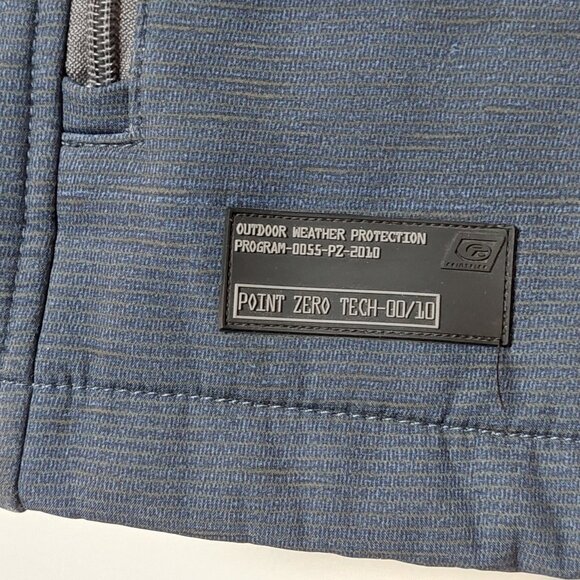 OUTDOOR WEATHER PROTECTION
PROGRAM-0055-PZ-2010
POINT ZERO TECH-00/10